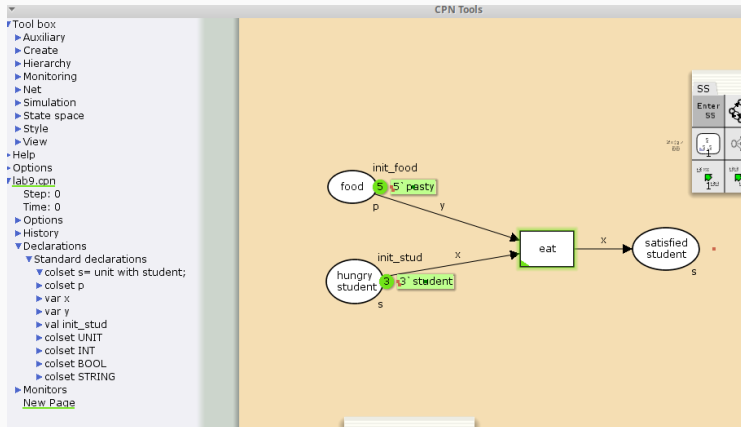 CPN Tools
Tool box
Auxiliary
Create
Hierarchy
Monitoring
Net
Simulation
State space
Style
View
Help
Options
lab9.cpn
Step: 0
Time: 0
Options
History
Declarations
Standard declarations
colset s= unit with student;
colset p
var x
var y
val init_stud
colset UNIT
colset INT
colset BOOL
colset STRING
Monitors
New Page
init_food
food
5
5`pasty
p
y
init_stud
hungry
student
3
3`student
s
x
eat
x
satisfied
student
s
SS
Enter
SS